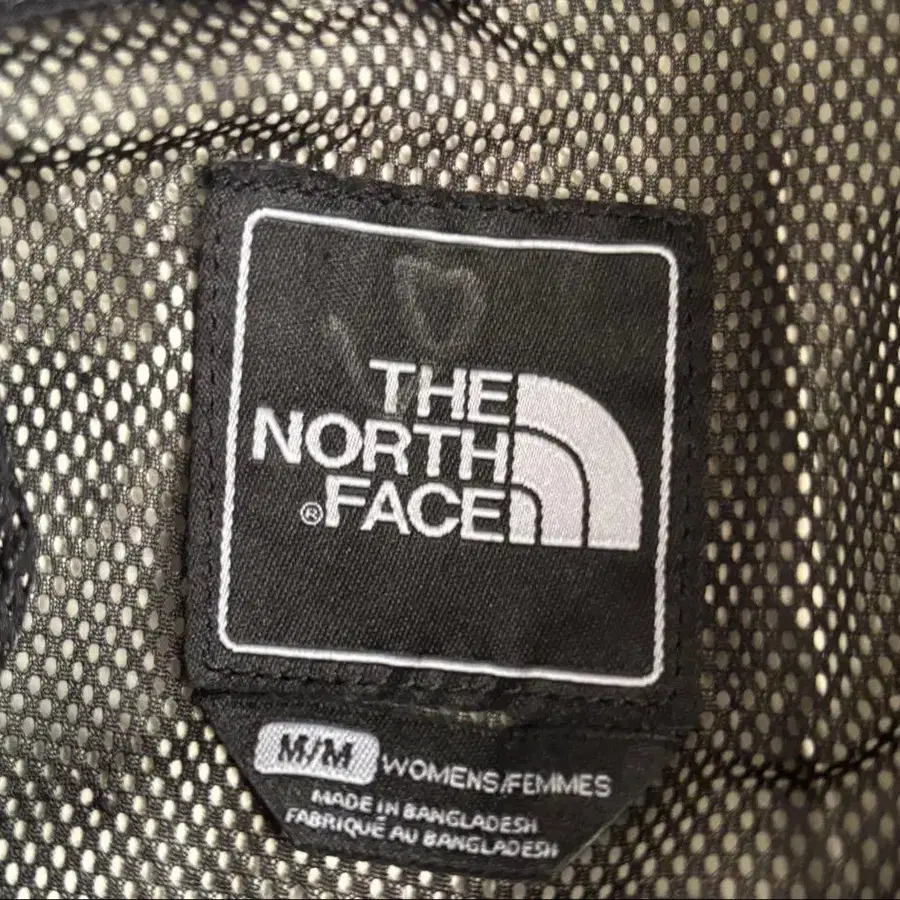 THE
NORTH
®FACE
M/M WOMENS/FEMMES
MADE IN BANGLADESH
FABRIQUÉ AU BANGLADESH